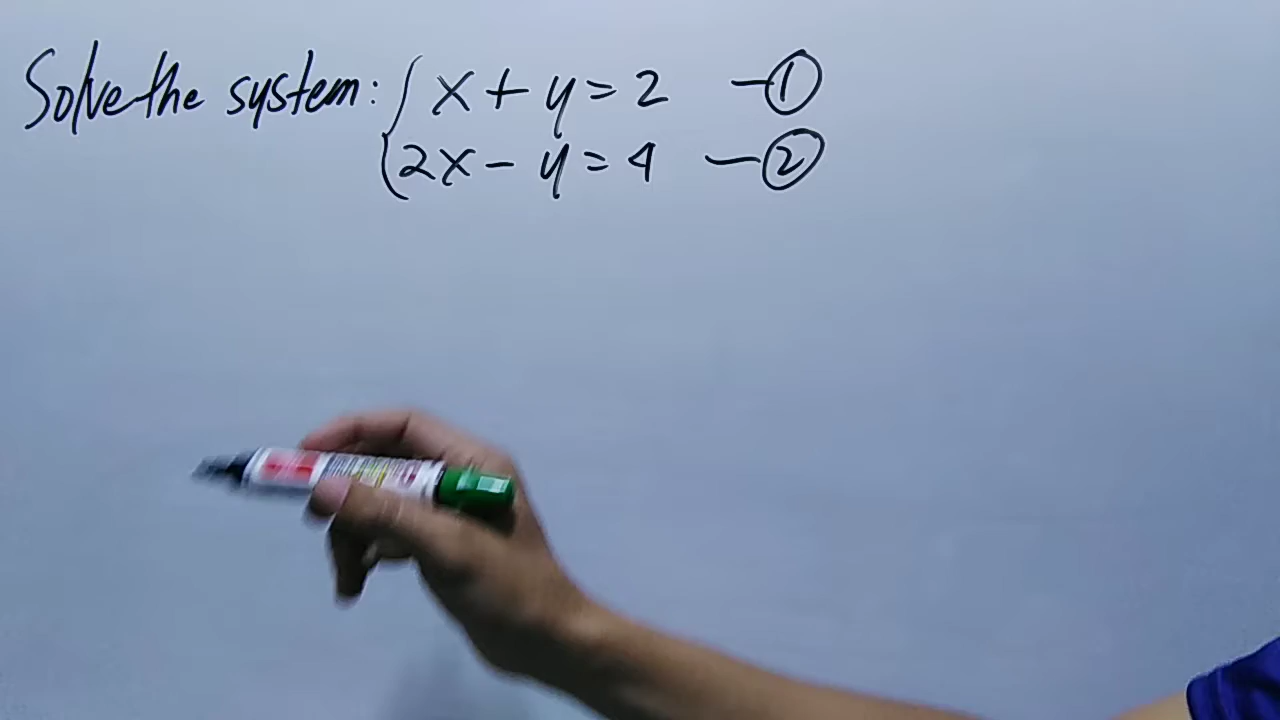 Solve the system: { x + y = 2 —①
2x - y = 4 —②